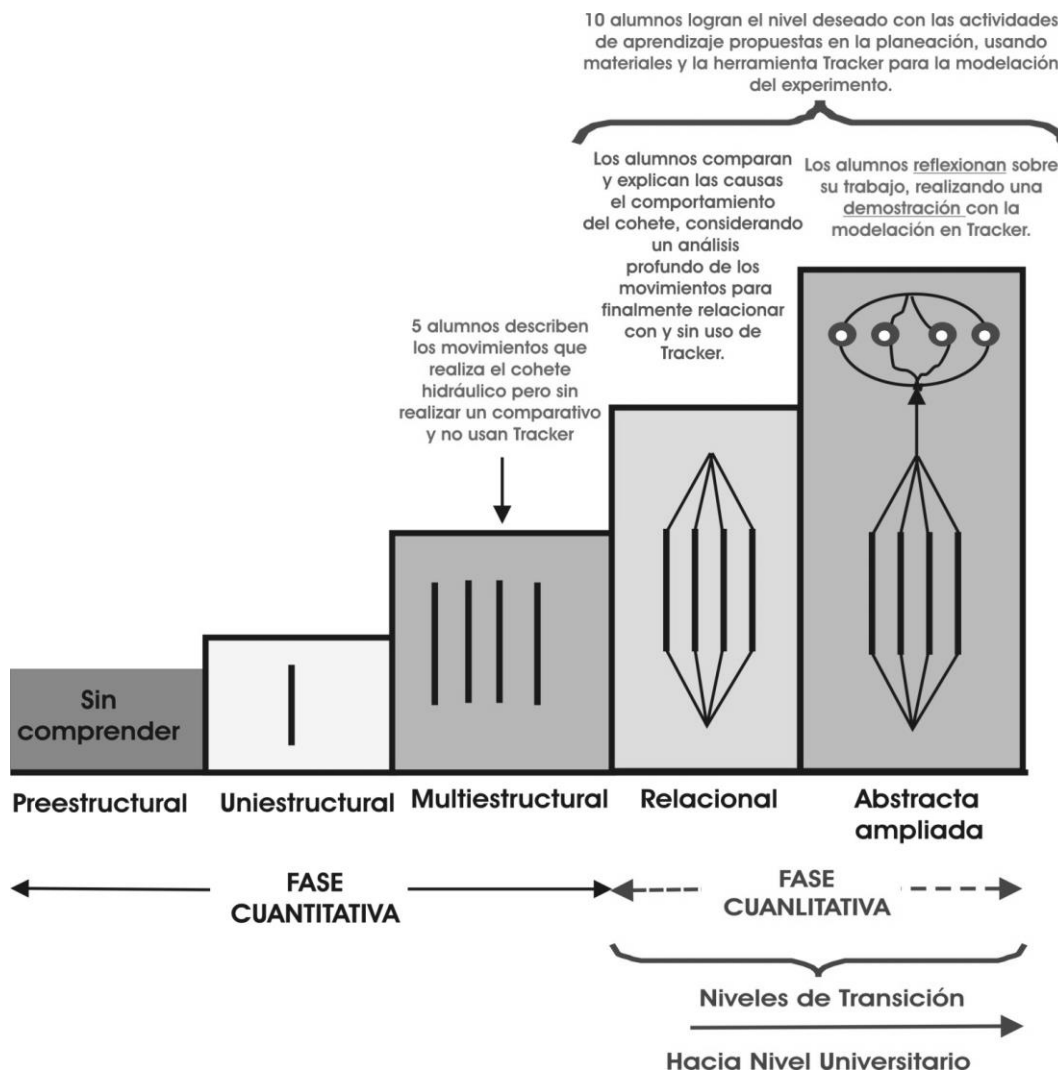 10 alumnos logran el nivel deseado con las actividades
de aprendizaje propuestas en la planeación, usando
materiales y la herramienta Tracker para la modelación
del experimento.
Los alumnos comparan
y explican las causas
el comportamiento
del cohete, considerando
un análisis
profundo de los
movimientos para
finalmente relacionar
con y sin uso de
Tracker.
Los alumnos reflexionan sobre
su trabajo, realizando una
demostración con la
modelación en Tracker.
5 alumnos describen
los movimientos que
realiza el cohete
hidráulico pero sin
realizar un comparativo
y no usan Tracker
Sin
comprender
Preestructural
Uniestructural
Multiestructural
Relacional
Abstracta
ampliada
FASE
CUANTITATIVA
FASE
CUANLITATIVA
Niveles de Transición
Hacia Nivel Universitario